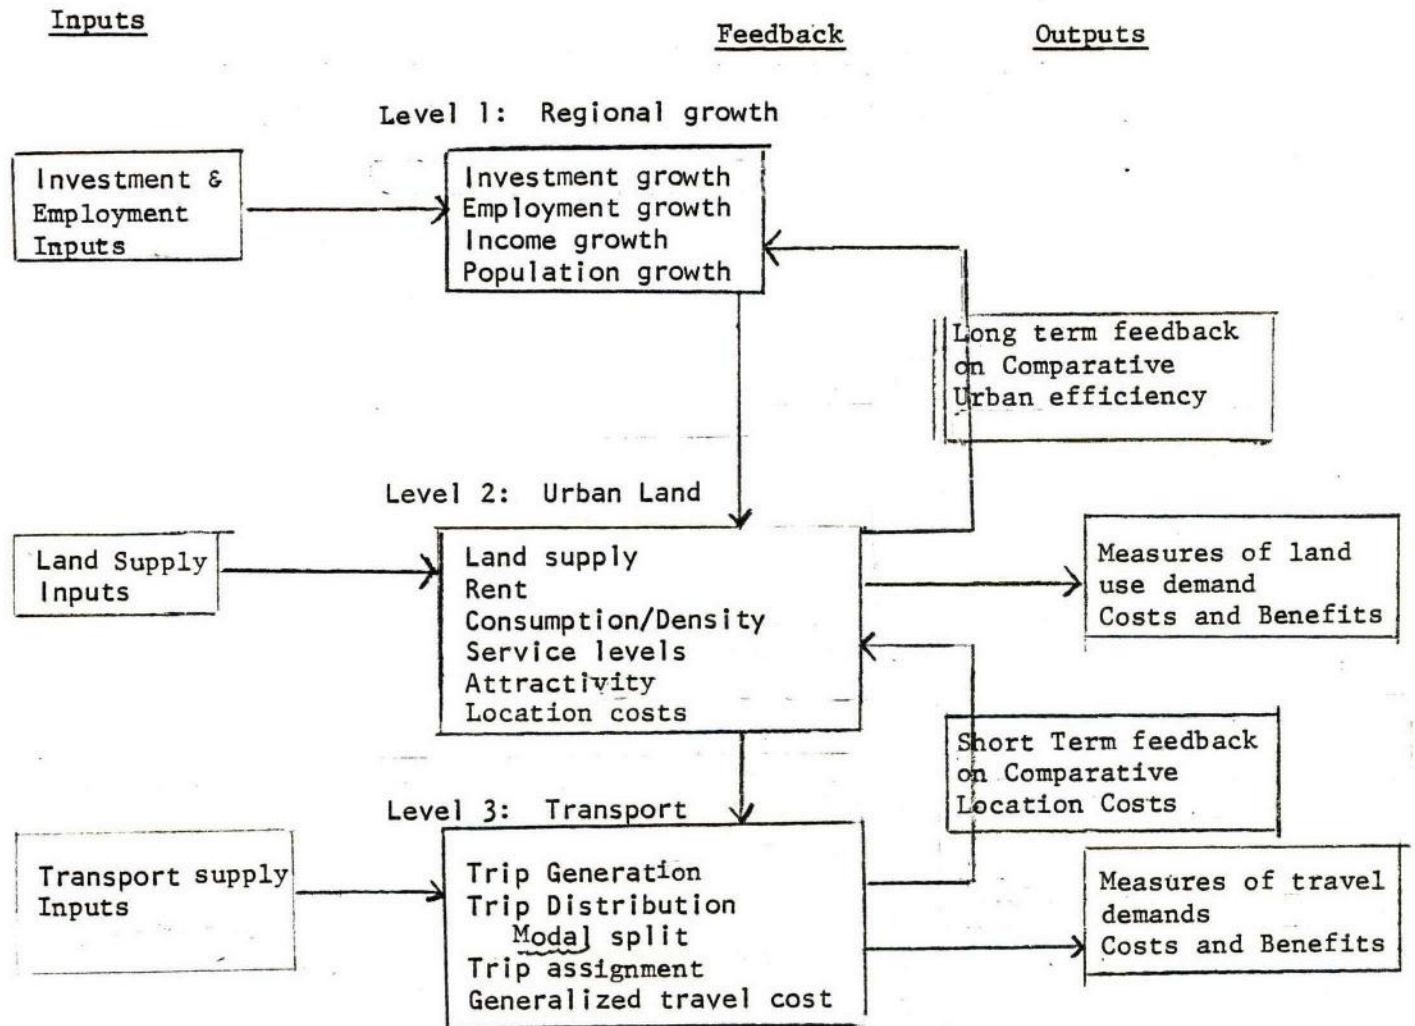 Inputs
Feedback
Outputs
Level 1: Regional growth
Investment &
Employment
Inputs
Investment growth
Employment growth
Income growth
Population growth
Long term feedback
on Comparative
Urban efficiency
Level 2: Urban Land
Land Supply
Inputs
Land supply
Rent
Consumption/Density
Service levels
Attractivity
Location costs
Measures of land
use demand
Costs and Benefits
Short Term feedback
on Comparative
Location Costs
Level 3: Transport
Transport supply
Inputs
Trip Generation
Trip Distribution
Modal split
Trip assignment
Generalized travel cost
Measures of travel
demands
Costs and Benefits